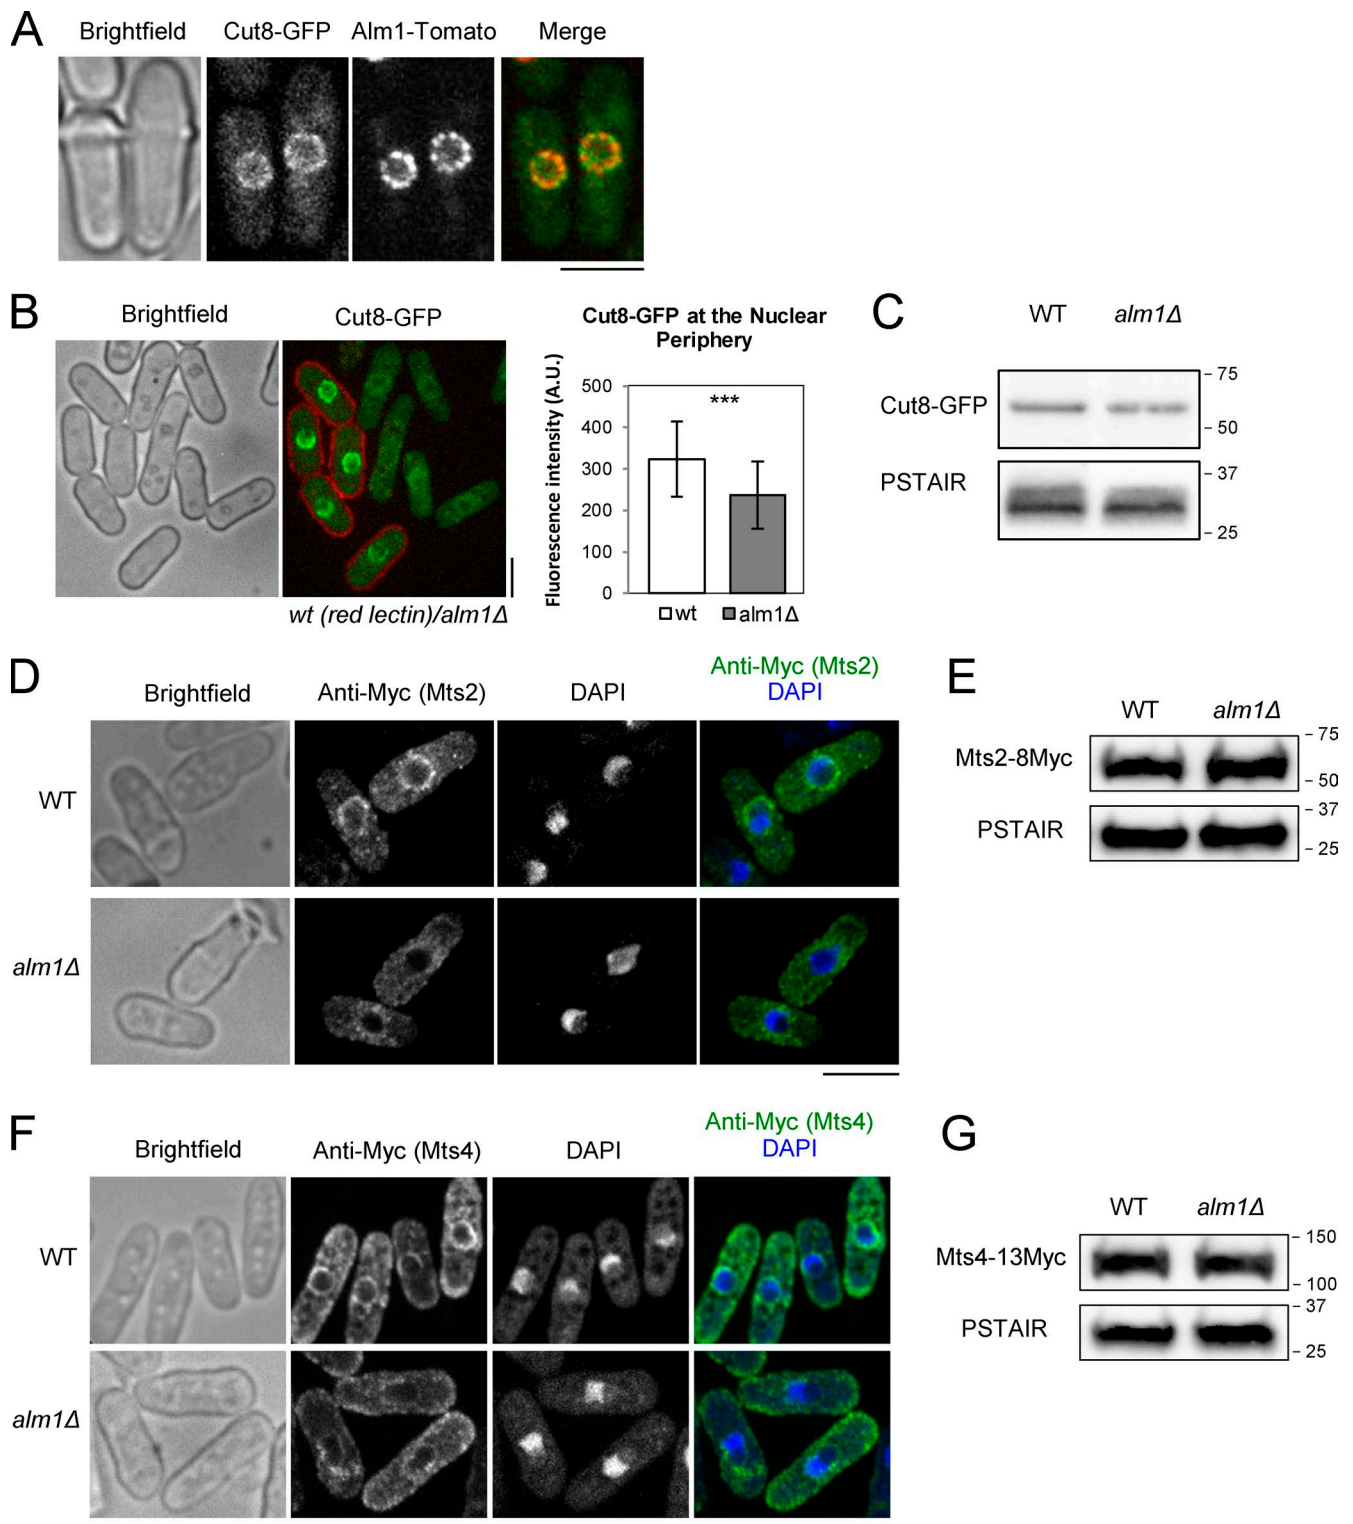 A
Brightfield Cut8-GFP Alm1-Tomato Merge
B
Brightfield
Cut8-GFP
wt (red lectin)/alm1Δ
Cut8-GFP at the Nuclear
Periphery
Fluorescence intensity (A.U.)
500
400
300
200
100
0
***
wt alm1Δ
C
WT alm1Δ
Cut8-GFP
- 75
- 50
PSTAIR
- 37
- 25
D
Brightfield Anti-Myc (Mts2) DAPI
Anti-Myc (Mts2)
DAPI
WT
alm1Δ
E
WT alm1Δ
Mts2-8Myc
- 75
- 50
PSTAIR
- 37
- 25
F
Brightfield Anti-Myc (Mts4) DAPI
Anti-Myc (Mts4)
DAPI
WT
alm1Δ
G
WT alm1Δ
Mts4-13Myc
- 150
- 100
PSTAIR
- 37
- 25